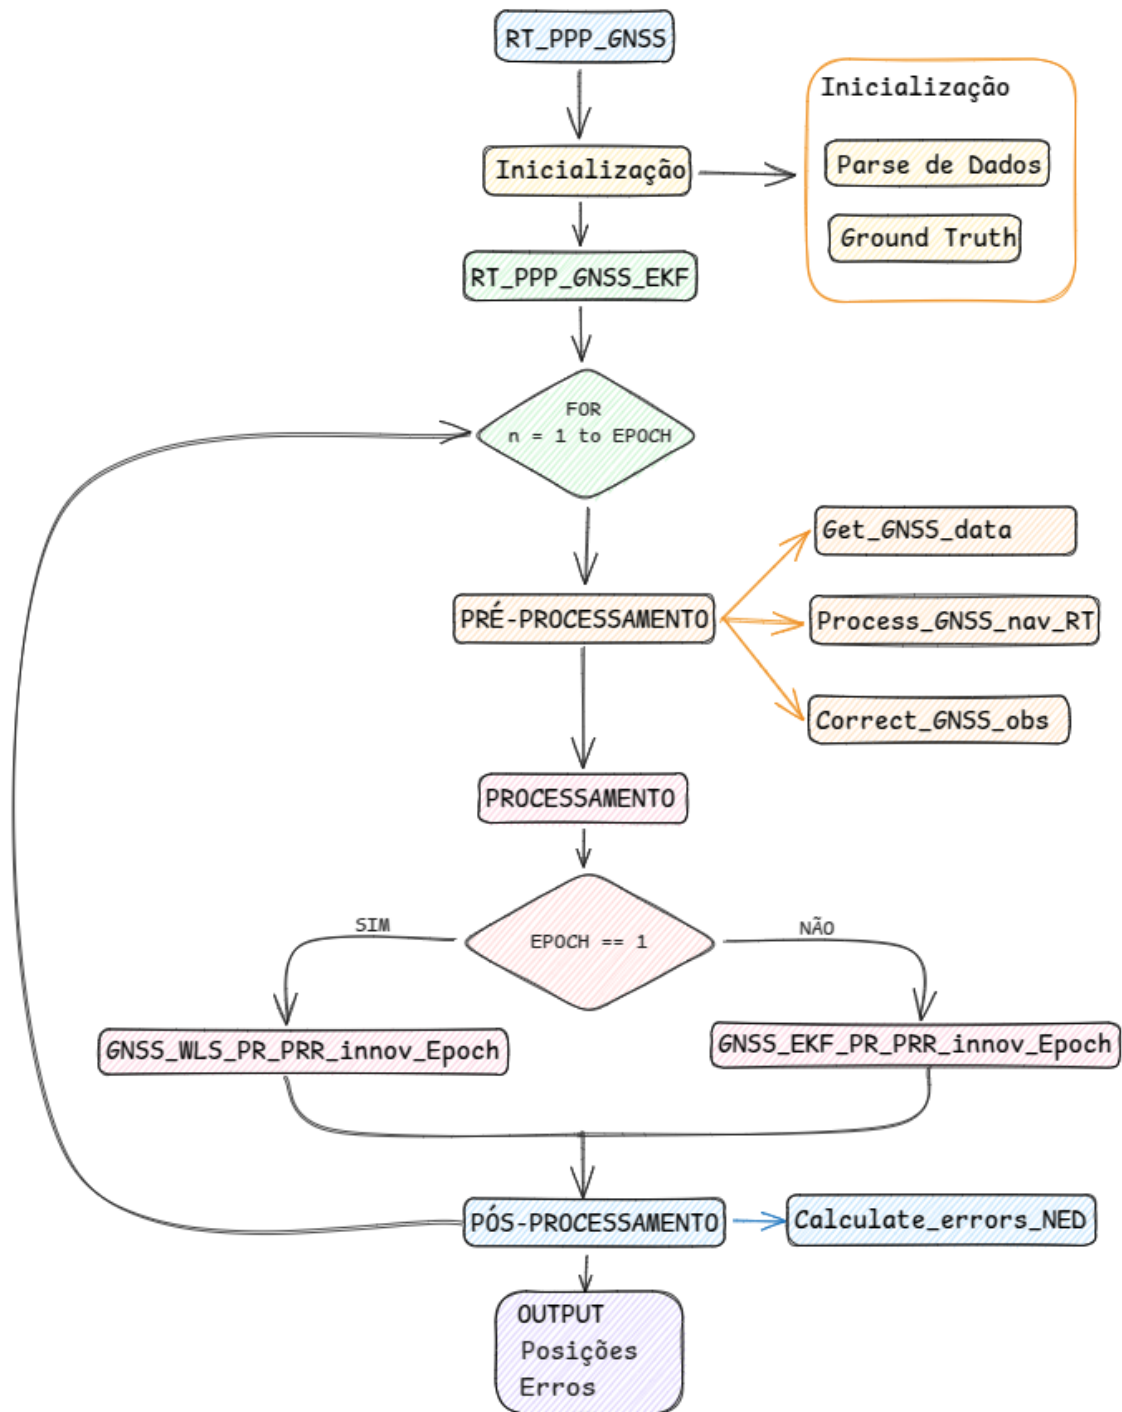 RT_PPP_GNSS
Inicialização
Inicialização
Parse de Dados
Ground Truth
RT_PPP_GNSS_EKF
FOR
n = 1 to EPOCH
Get_GNSS_data
PRÉ-PROCESSAMENTO
Process_GNSS_nav_RT
Correct_GNSS_obs
PROCESSAMENTO
EPOCH == 1
SIM
NÃO
GNSS_WLS_PR_PRR_innov_Epoch
GNSS_EKF_PR_PRR_innov_Epoch
PÓS-PROCESSAMENTO
Calculate_errors_NED
OUTPUT
Posições
Erros